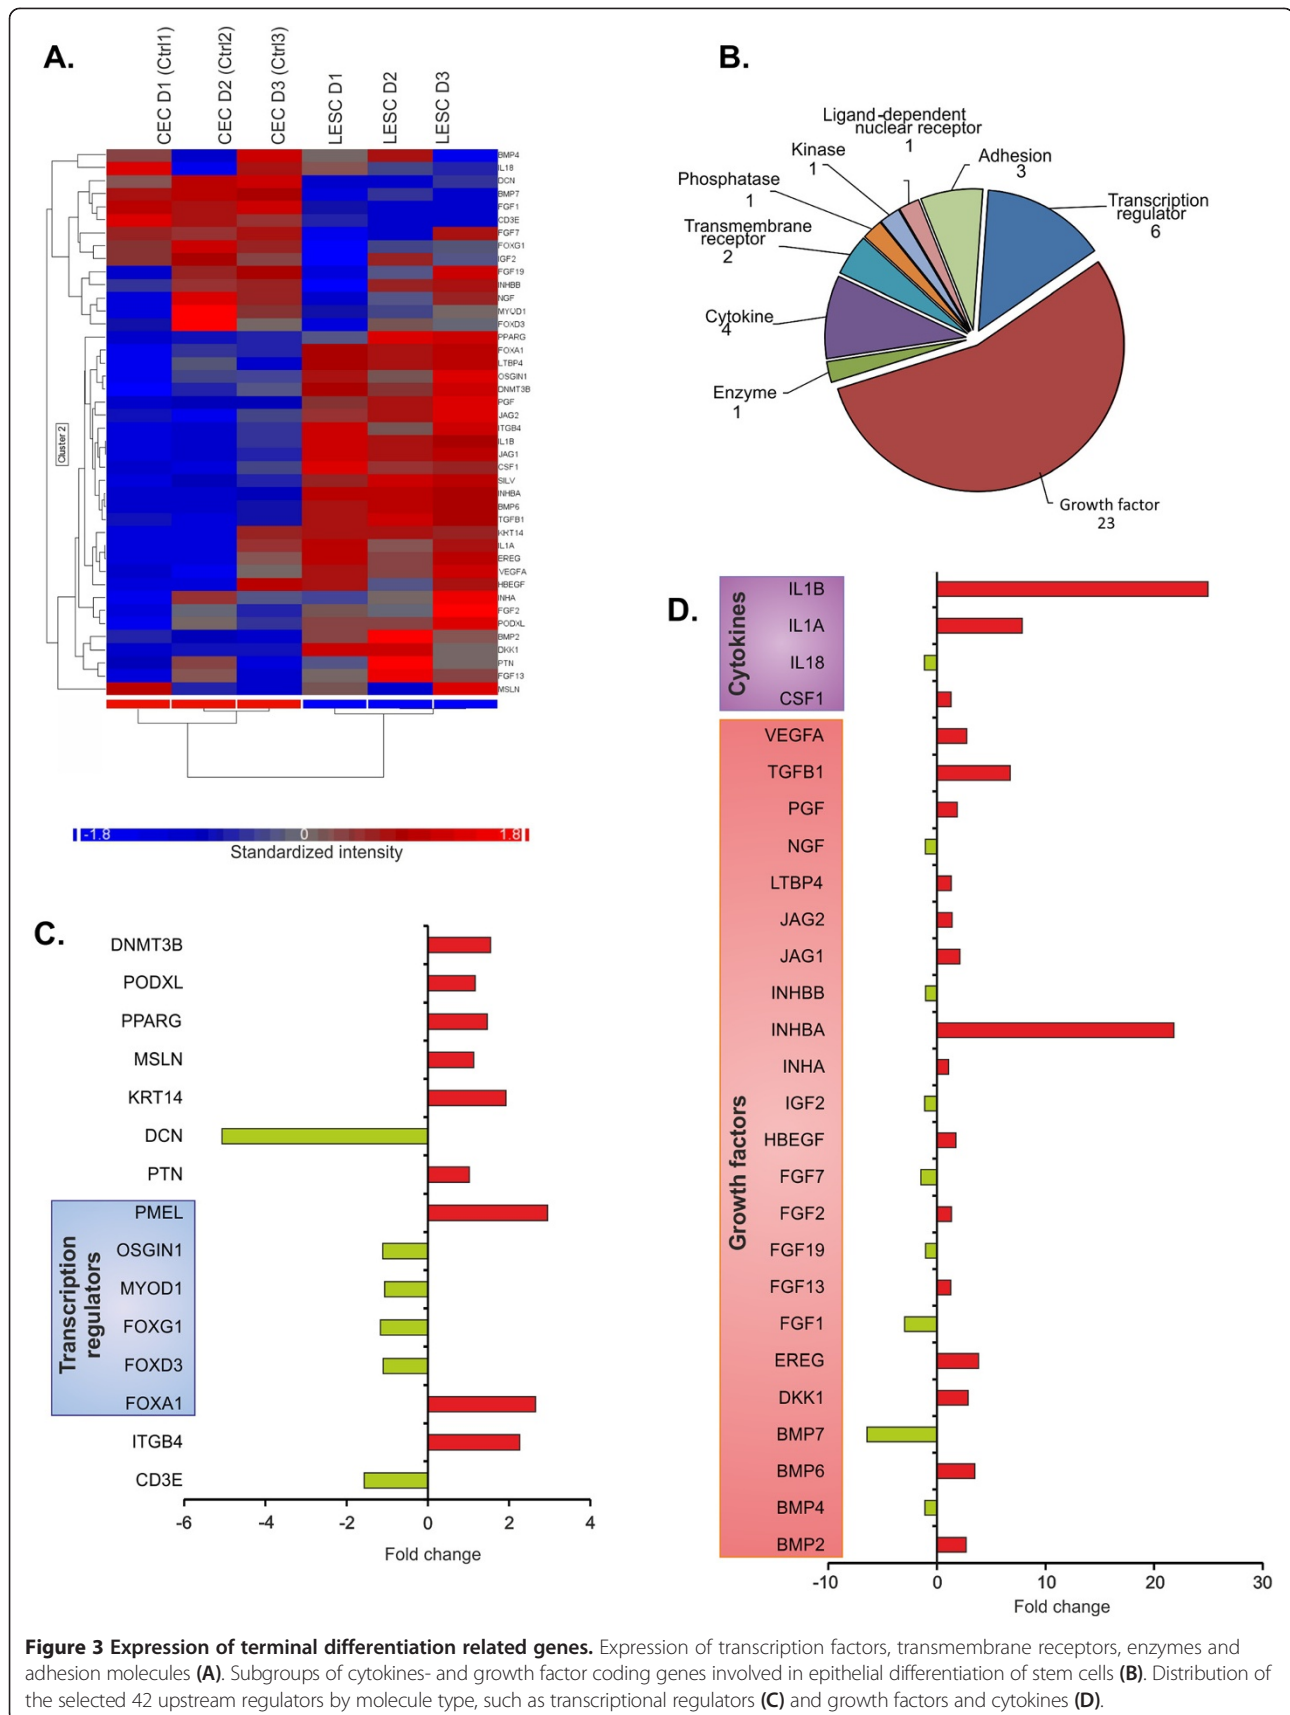 A.
CEC D1 (Ctrl1)
CEC D2 (Ctrl2)
CEC D3 (Ctrl3)
LESC D1
LESC D2
LESC D3
BMP4
IL18
DCN
BMP7
FGF1
CD3E
FGF7
FOXG1
IGF2
FGF19
INHBB
NGF
MYOD1
FOXD3
PPARG
FOXA1
LTBP4
OSGIN1
DNMT3B
PGF
JAG2
ITGB4
IL1B
JAG1
CSF1
SILV
INHBA
BMP6
TGFB1
KRT14
IL1A
EREG
VEGFA
HBEGF
INHA
FGF2
PODXL
BMP2
DKK1
PTN
FGF13
MSLN
Cluster 2
-1.8 0 1.8
Standardized intensity
B.
Ligand-dependent
nuclear receptor
1
Kinase
1
Phosphatase
1
Transmembrane
receptor
2
Cytokine
4
Enzyme
1
Adhesion
3
Transcription
regulator
6
Growth factor
23
C.
DNMT3B
PODXL
PPARG
MSLN
KRT14
DCN
PTN
Transcription
regulators
PMEL
OSGIN1
MYOD1
FOXG1
FOXD3
FOXA1
ITGB4
CD3E
-6 -4 -2 0 2 4
Fold change
D.
Cytokines
IL1B
IL1A
IL18
CSF1
Growth factors
VEGFA
TGFB1
PGF
NGF
LTBP4
JAG2
JAG1
INHBB
INHBA
INHA
IGF2
HBEGF
FGF7
FGF2
FGF19
FGF13
FGF1
EREG
DKK1
BMP7
BMP6
BMP4
BMP2
-10 0 10 20 30
Fold change
Figure 3 Expression of terminal differentiation related genes. Expression of transcription factors, transmembrane receptors, enzymes and
adhesion molecules (A). Subgroups of cytokines- and growth factor coding genes involved in epithelial differentiation of stem cells (B). Distribution of
the selected 42 upstream regulators by molecule type, such as transcriptional regulators (C) and growth factors and cytokines (D).